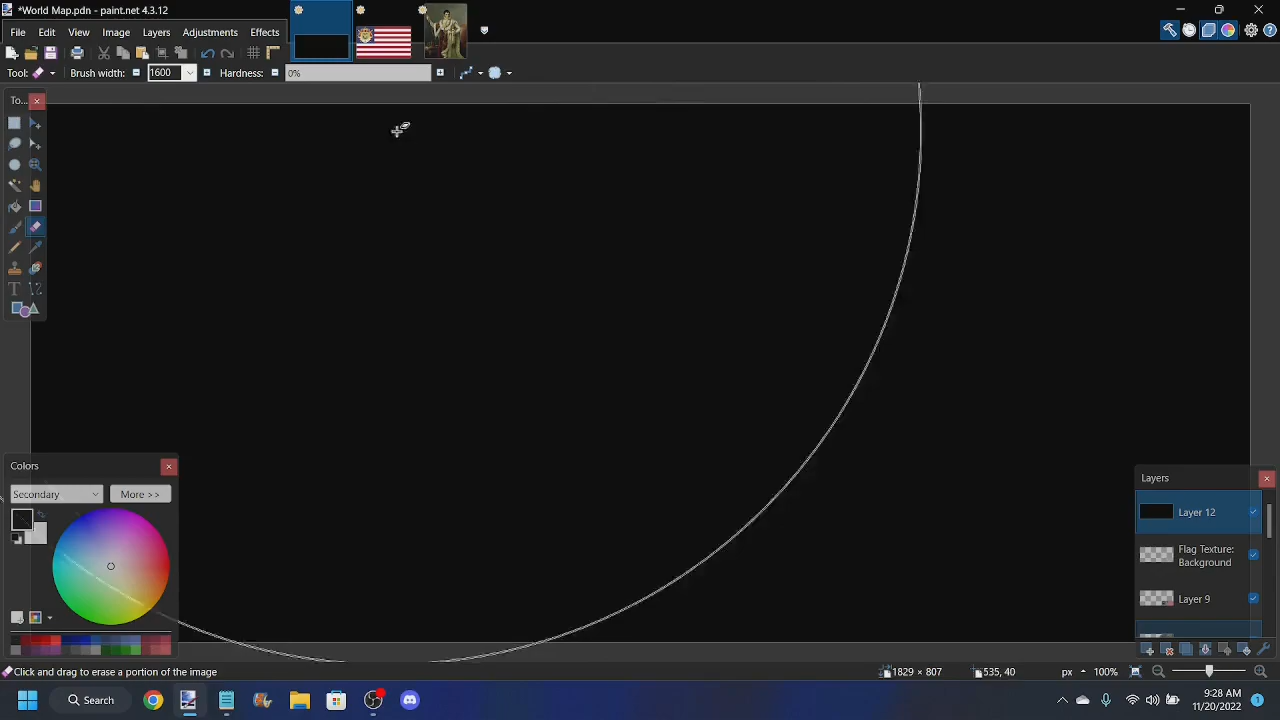 *World Map.pdn - paint.net 4.3.12
File Edit View Image Layers Adjustments Effects
Tool: Brush width: 1600 Hardness: 0%
To...
Colors
Secondary More >>
Layers
Layer 12
Flag Texture: Background
Layer 9
Click and drag to erase a portion of the image
1829 × 807
535, 40
px
100%
Search
9:28 AM
11/20/2022
1